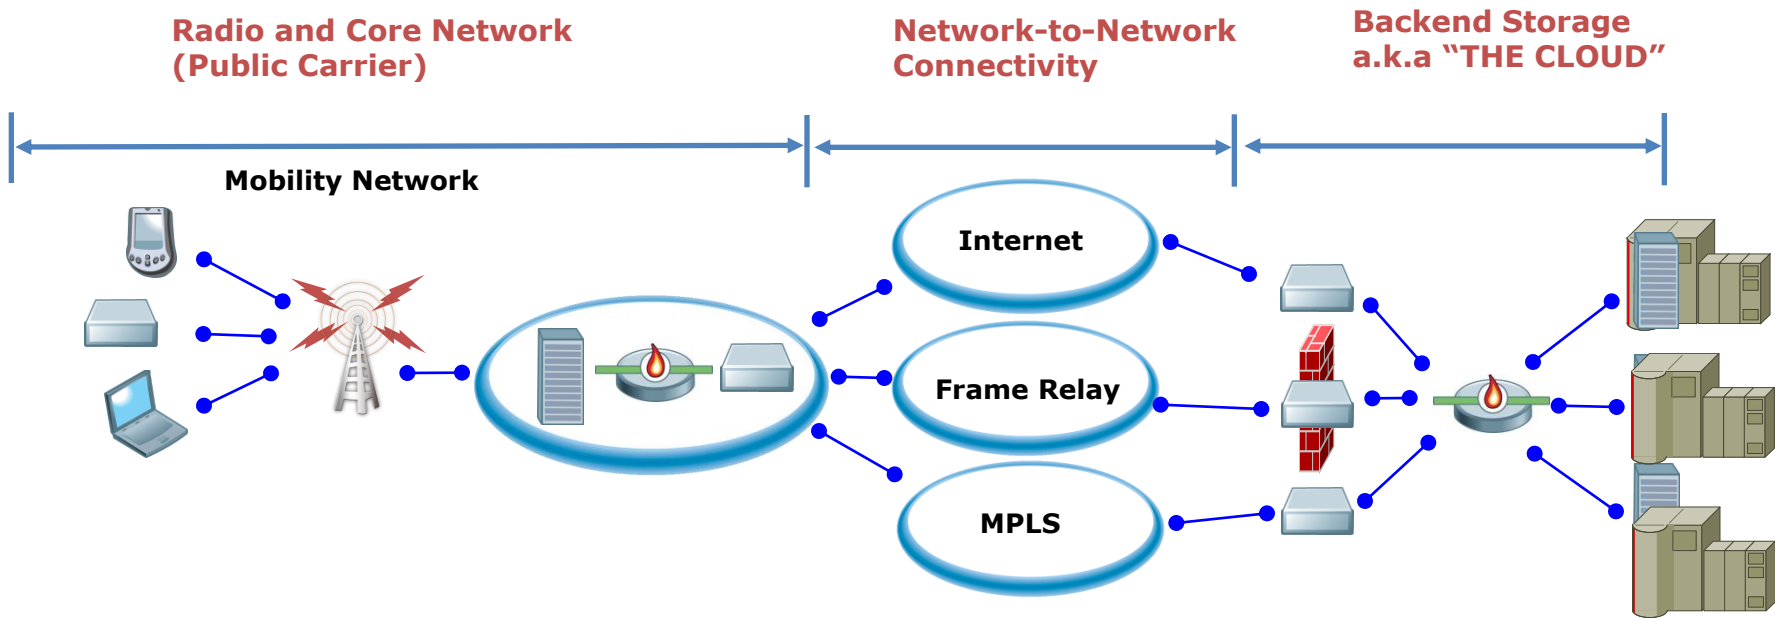 Radio and Core Network
(Public Carrier)
Network-to-Network
Connectivity
Backend Storage
a.k.a “THE CLOUD”
Mobility Network
Internet
Frame Relay
MPLS